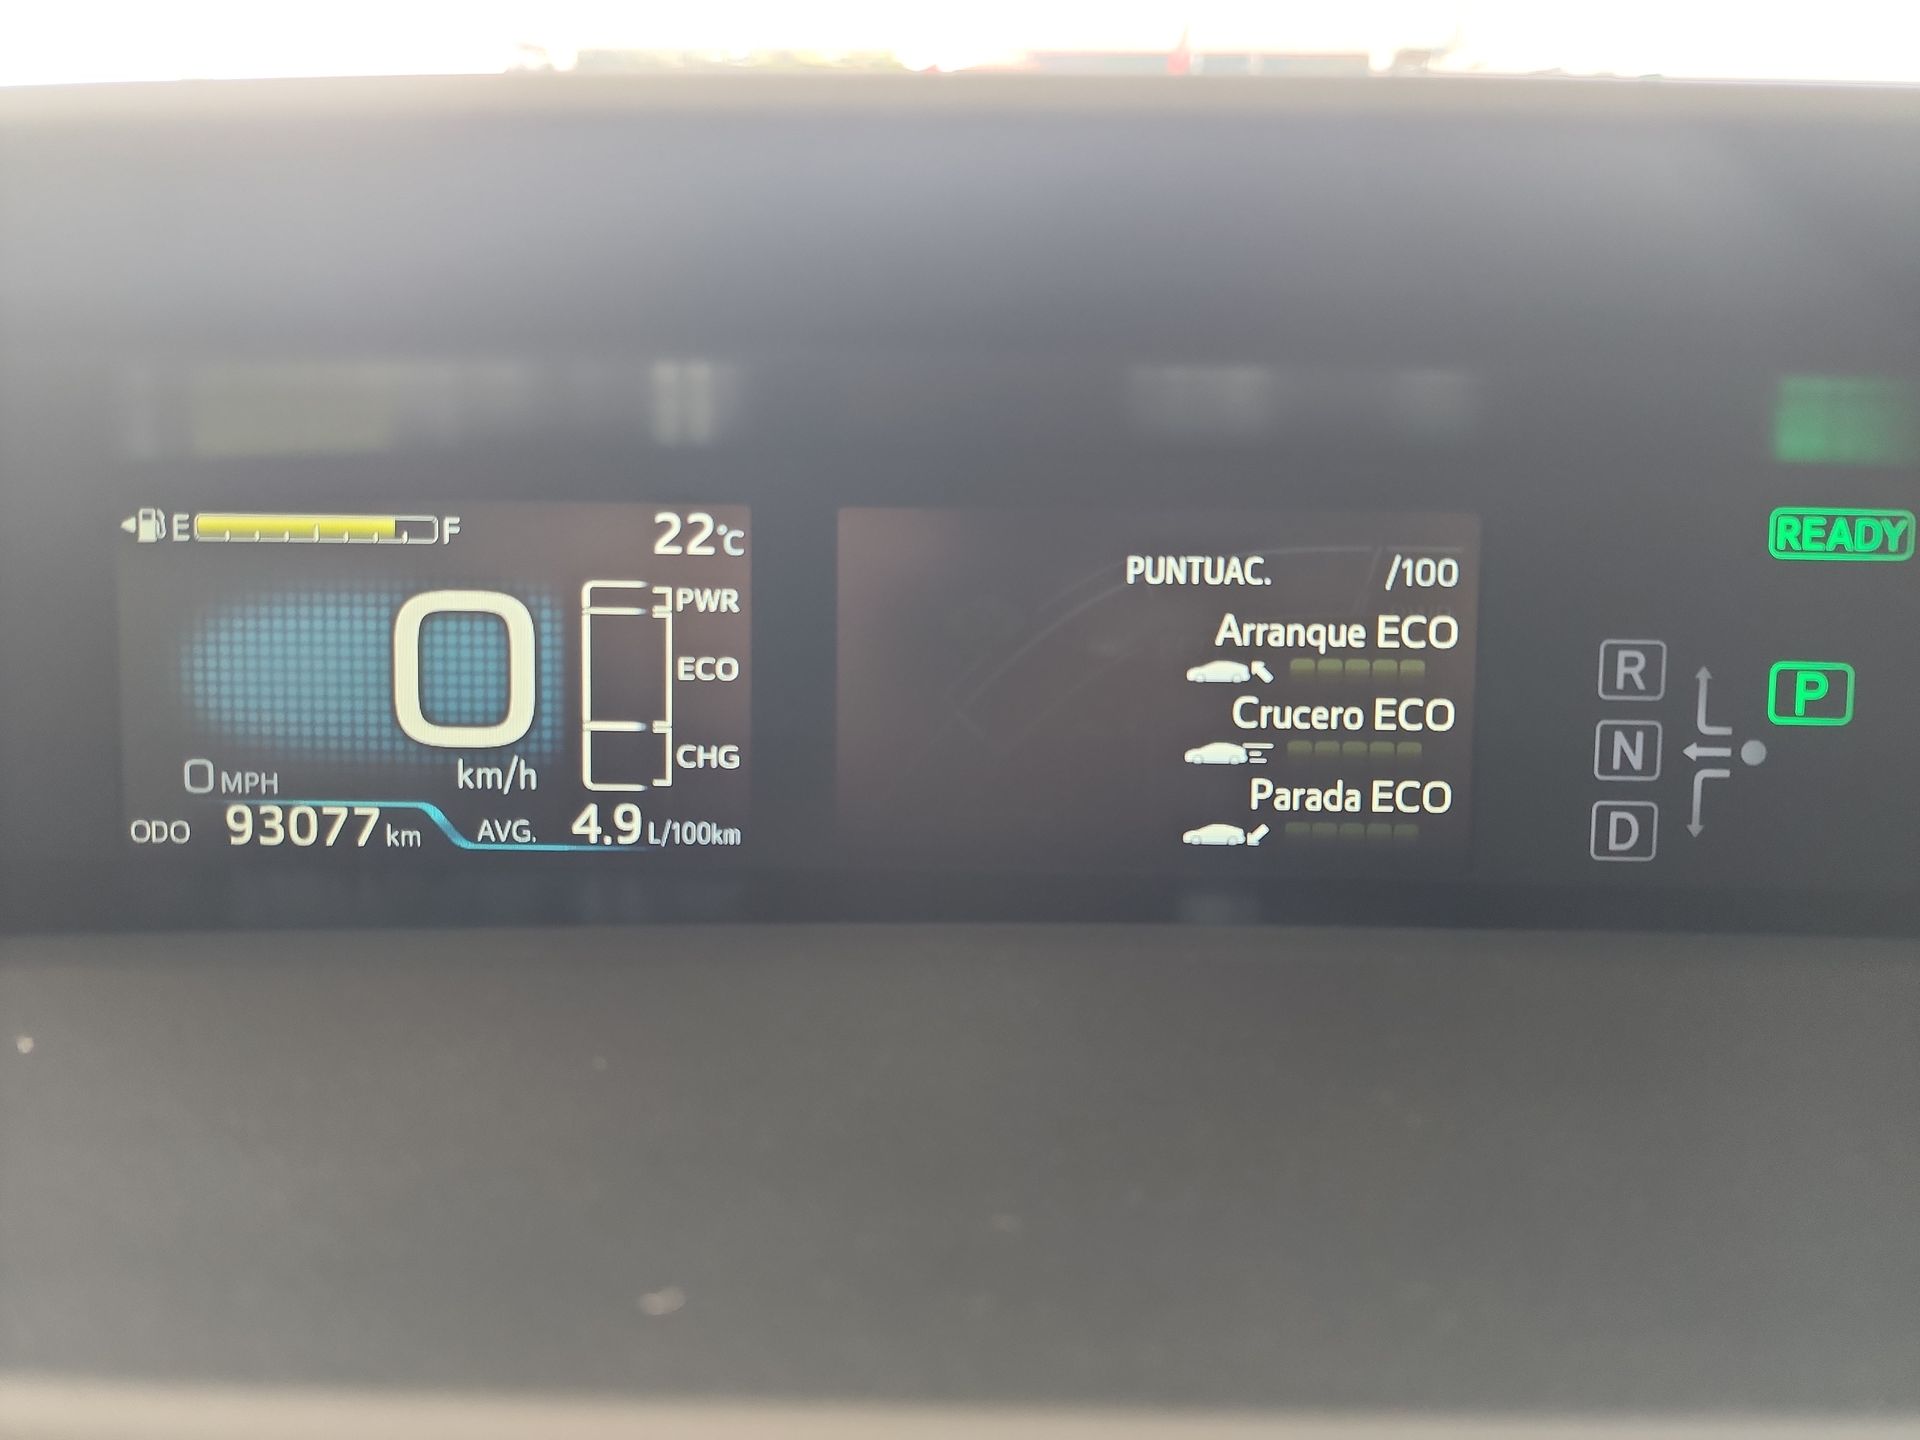 E F 22°C
PWR
ECO
CHG
0
km/h
0 MPH
ODO 93077 km AVG. 4.9 L/100km
PUNTUAC. /100
Arranque ECO
Crucero ECO
Parada ECO
READY
P
R
N
D